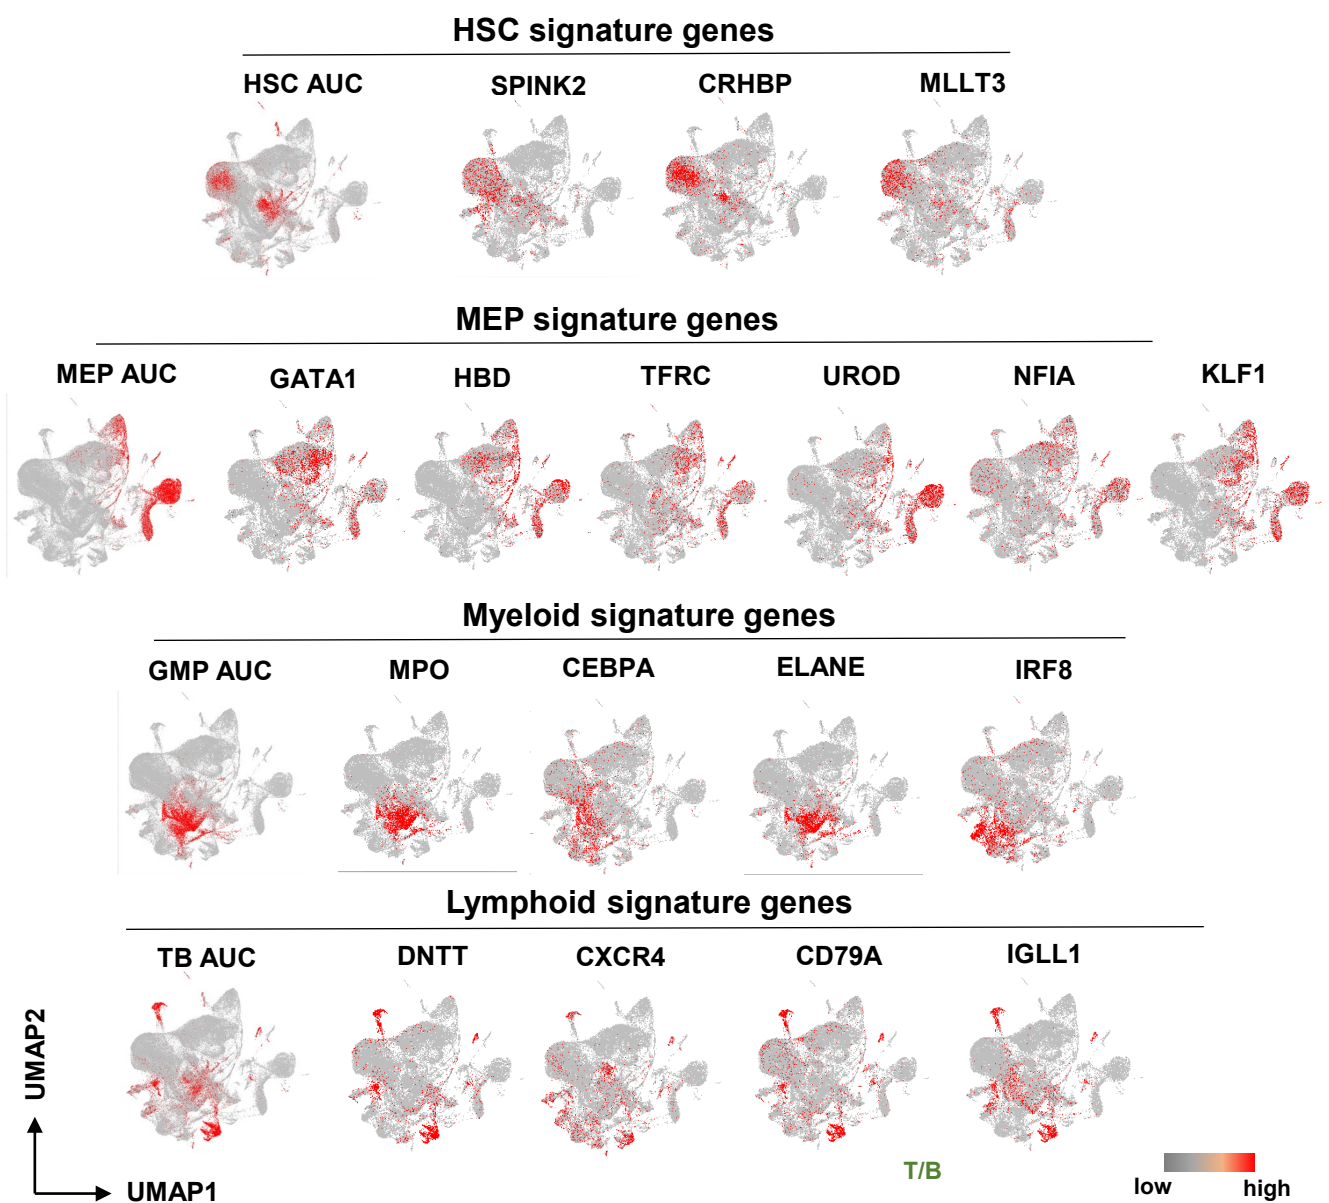 HSC signature genes
HSC AUC SPINK2 CRHBP MLLT3
MEP signature genes
MEP AUC GATA1 HBD TFRC UROD NFIA KLF1
Myeloid signature genes
GMP AUC MPO CEBPA ELANE IRF8
Lymphoid signature genes
TB AUC DNTT CXCR4 CD79A IGLL1
UMAP2
UMAP1
T/B
low high